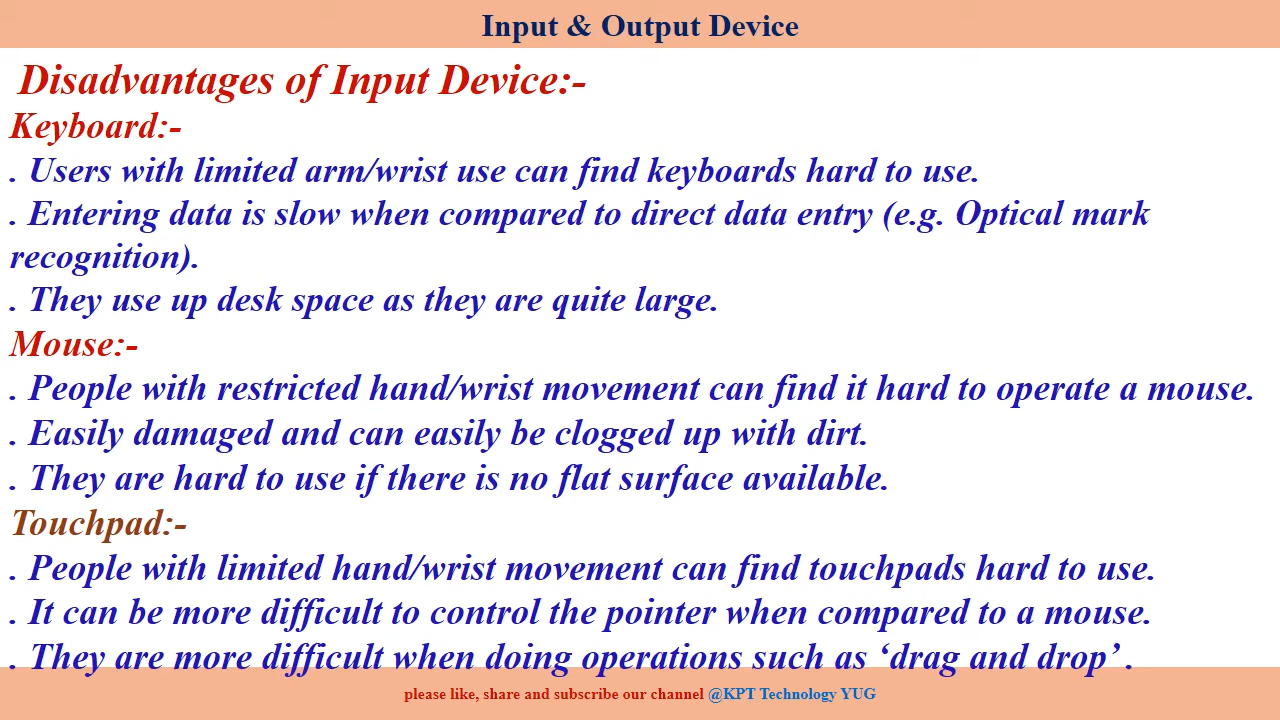 Input & Output Device
Disadvantages of Input Device:-
Keyboard:-
. Users with limited arm/wrist use can find keyboards hard to use.
. Entering data is slow when compared to direct data entry (e.g. Optical mark
recognition).
. They use up desk space as they are quite large.
Mouse:-
. People with restricted hand/wrist movement can find it hard to operate a mouse.
. Easily damaged and can easily be clogged up with dirt.
. They are hard to use if there is no flat surface available.
Touchpad:-
. People with limited hand/wrist movement can find touchpads hard to use.
. It can be more difficult to control the pointer when compared to a mouse.
. They are more difficult when doing operations such as ‘drag and drop’ .
please like, share and subscribe our channel @KPT Technology YUG